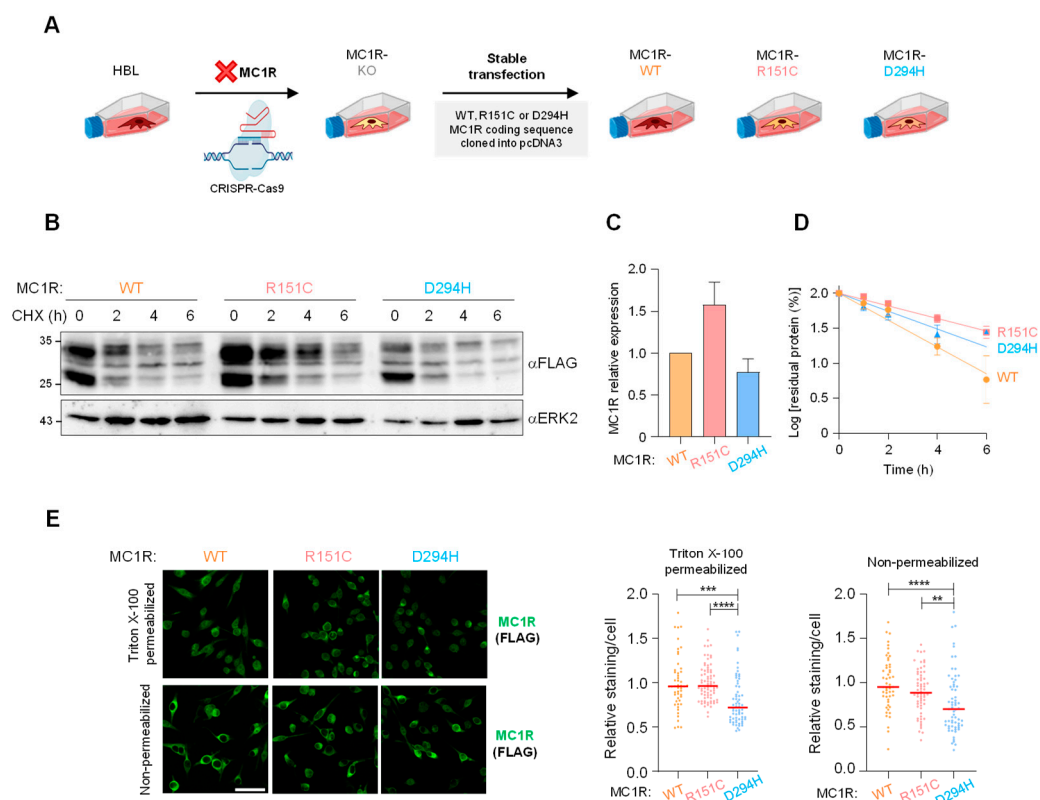 A
HBL
MC1R
CRISPR-Cas9
MC1R-
KO
Stable
transfection
WT, R151C or D294H
MC1R coding sequence
cloned into pcDNA3
MC1R-
WT
MC1R-
R151C
MC1R-
D294H
B
MC1R: WT R151C D294H
CHX (h) 0 2 4 6 0 2 4 6 0 2 4 6
35
25
αFLAG
43
αERK2
C
MC1R relative expression
2.0
1.5
1.0
0.5
0
MC1R: WT R151C D294H
D
Log [residual protein (%)]
2.0
1.5
1.0
0.5
0.0
0 2 4 6
Time (h)
R151C
D294H
WT
E
MC1R: WT R151C D294H
Triton X-100
permeabilized
MC1R
(FLAG)
Non-permeabilized
MC1R
(FLAG)
Triton X-100
permeabilized
***
****
Relative staining/cell
2.0
1.5
1.0
0.5
0.0
MC1R: WT R151C D294H
Non-permeabilized
****
**
Relative staining/cell
2.0
1.5
1.0
0.5
0.0
MC1R: WT R151C D294H